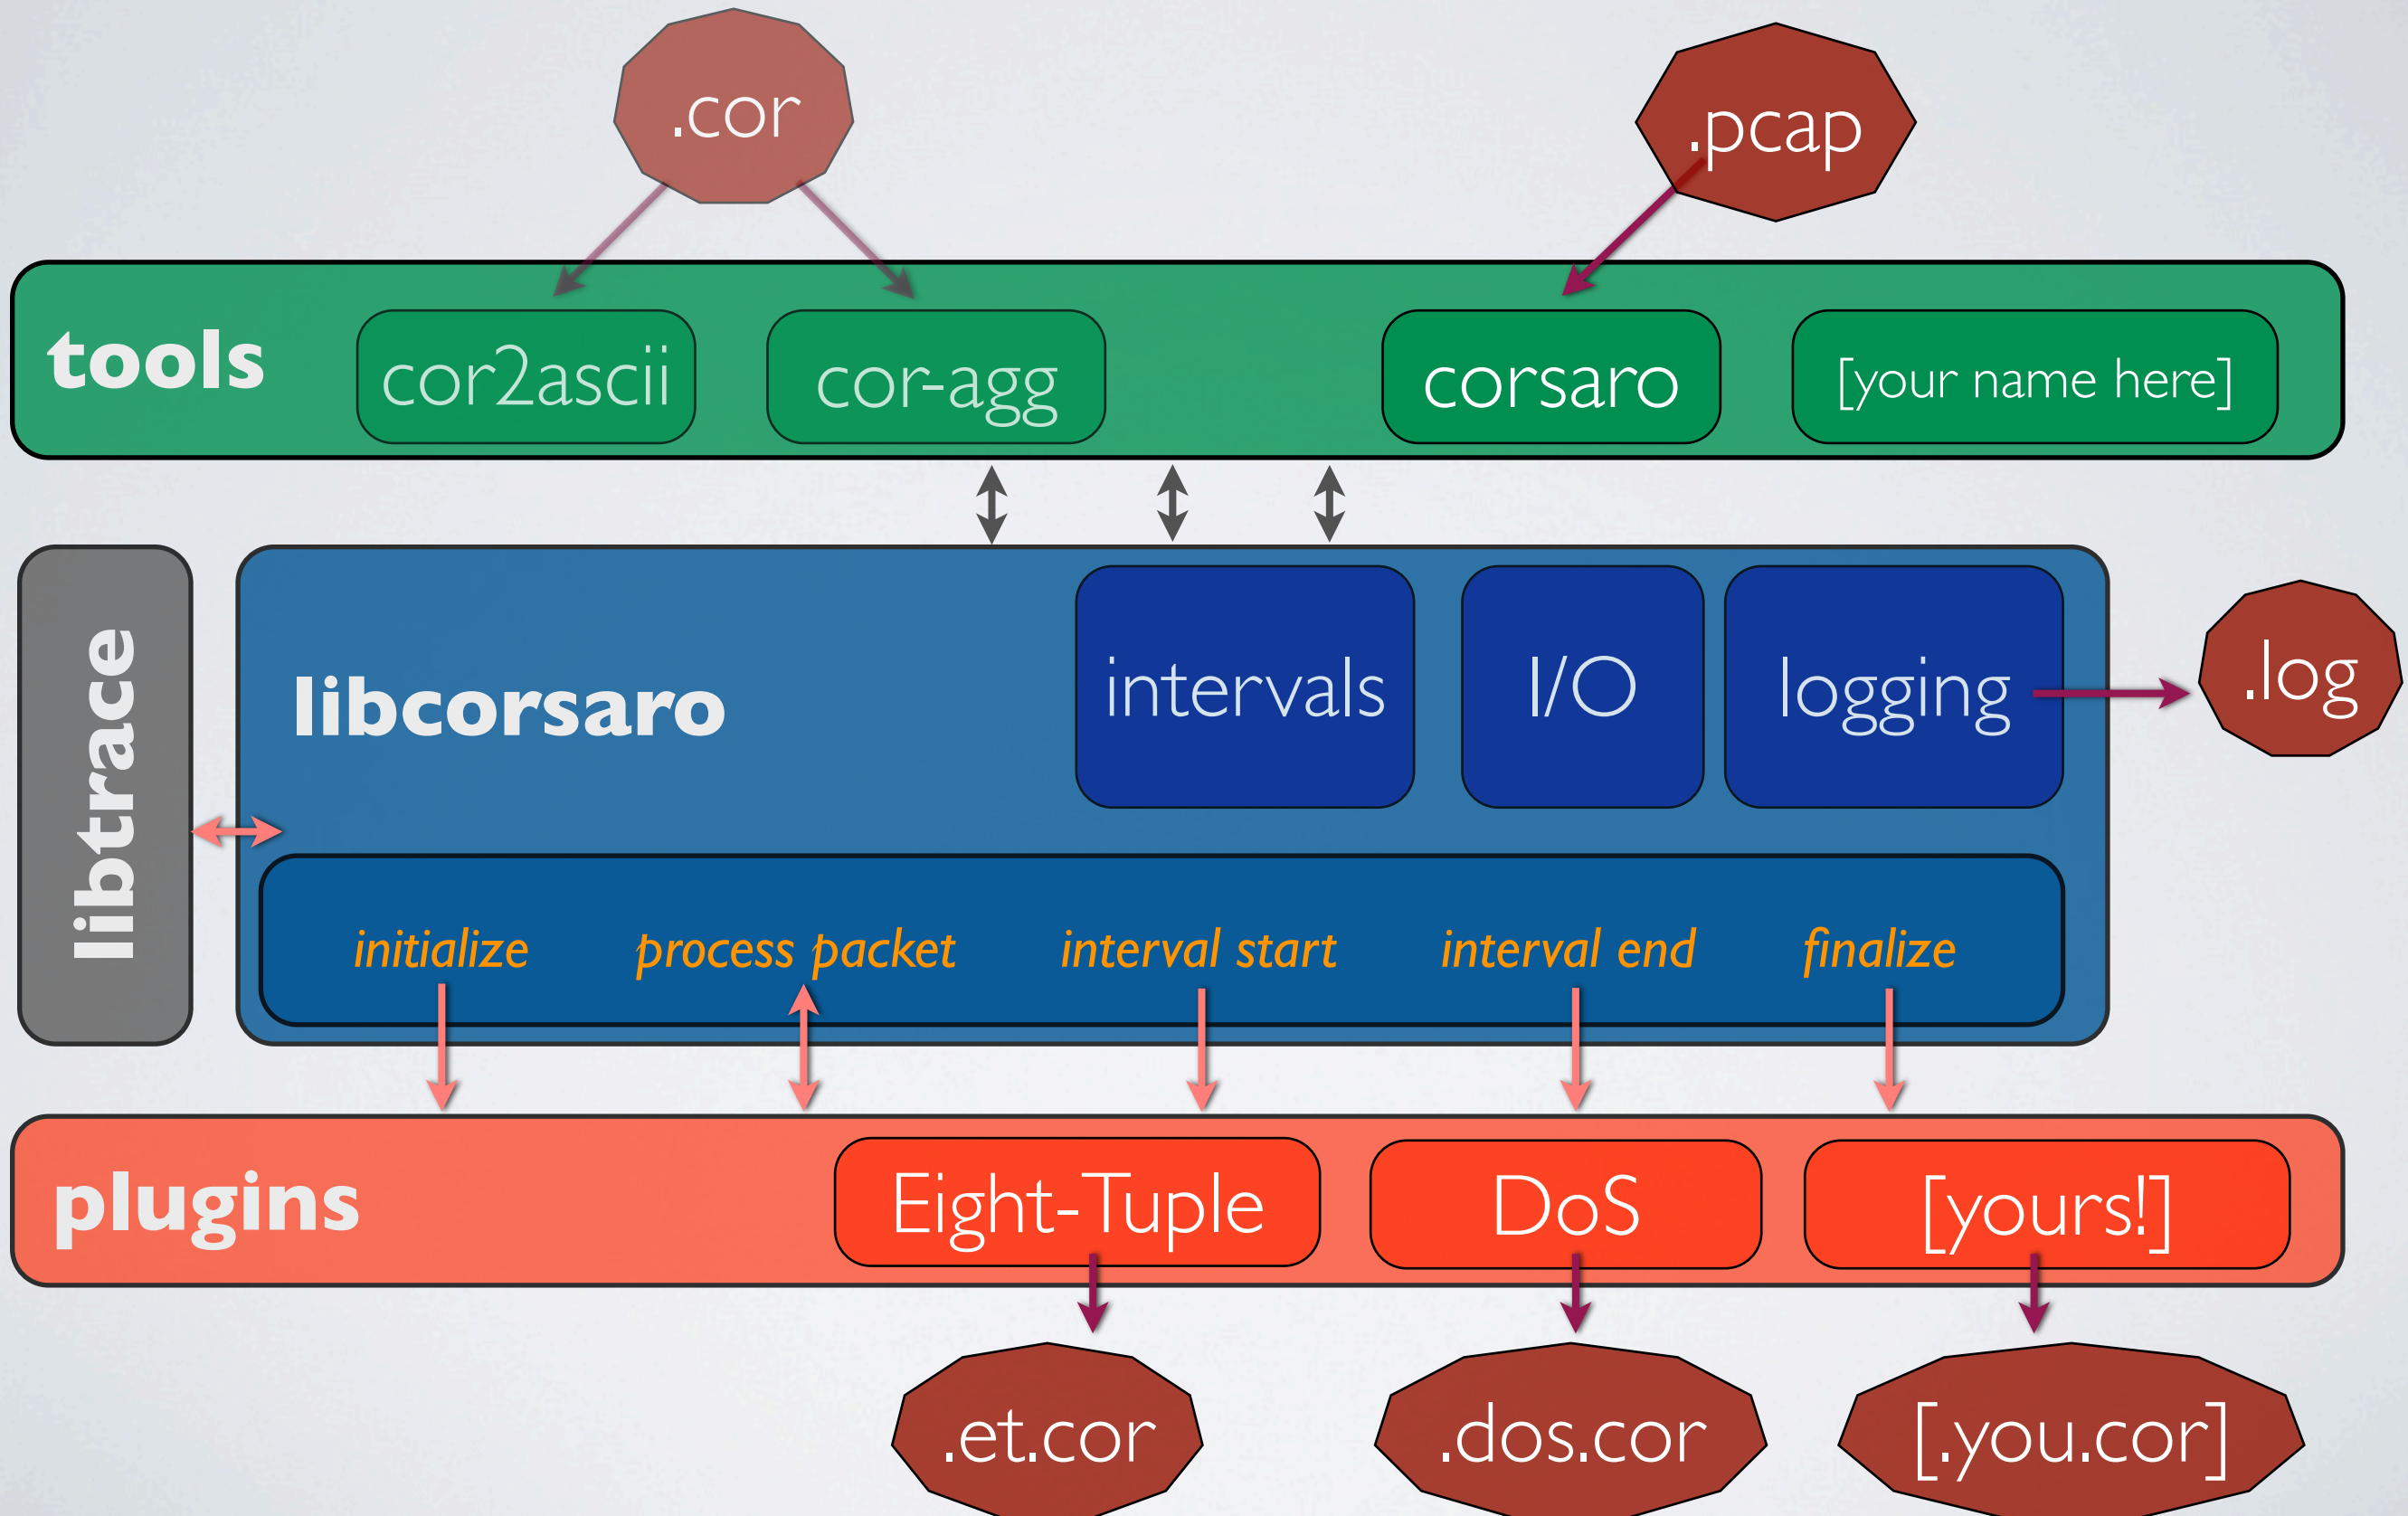 .cor
.pcap
tools
cor2ascii
cor-agg
corsaro
[your name here]
libtrace
libcorsaro
intervals
I/O
logging
.log
initialize
process packet
interval start
interval end
finalize
plugins
Eight-Tuple
DoS
[yours!]
.et.cor
.dos.cor
[.you.cor]